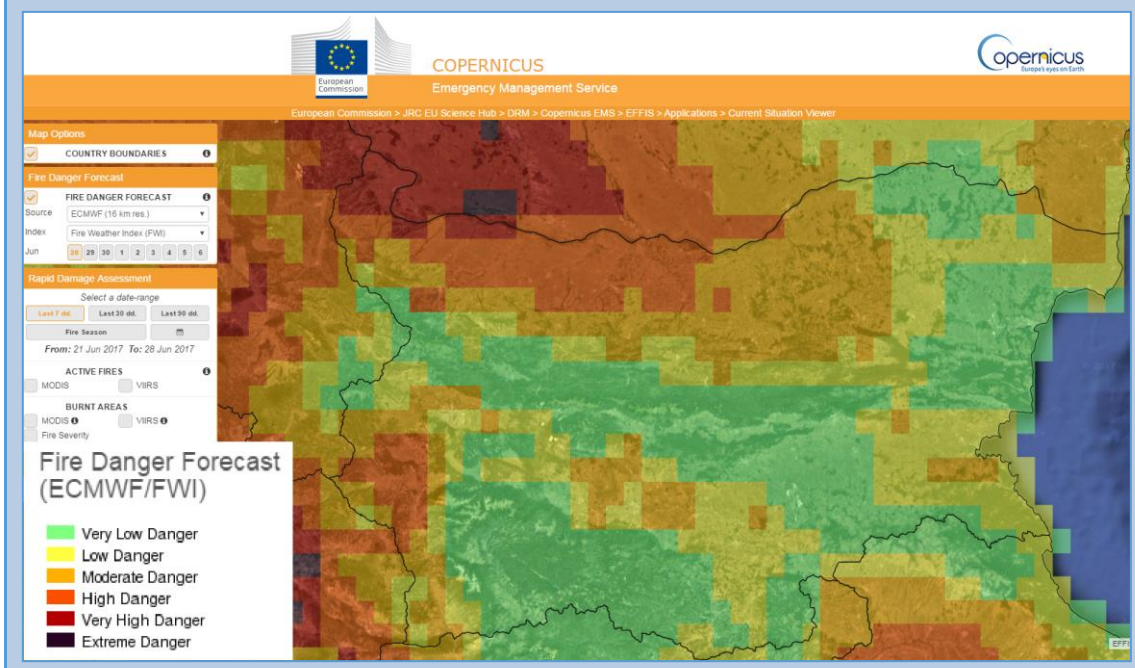 European
Commission
COPERNICUS
Emergency Management Service
opernicus
Europe's eyes on Earth
European Commission > JRC EU Science Hub > DRM > Copernicus EMS > EFFIS > Applications > Current Situation Viewer
Map Options
COUNTRY BOUNDARIES
Fire Danger Forecast
FIRE DANGER FORECAST
Source ECMWF (16 km res.)
Index Fire Weather Index (FWI)
Jun 28 29 30 1 2 3 4 5 6
Rapid Damage Assessment
Select a date-range
Last 7 dd. Last 30 dd. Last 90 dd.
Fire Season
From: 21 Jun 2017 To: 28 Jun 2017
ACTIVE FIRES
MODIS VIIRS
BURNT AREAS
MODIS VIIRS
Fire Severity
Fire Danger Forecast
(ECMWF/FWI)
Very Low Danger
Low Danger
Moderate Danger
High Danger
Very High Danger
Extreme Danger